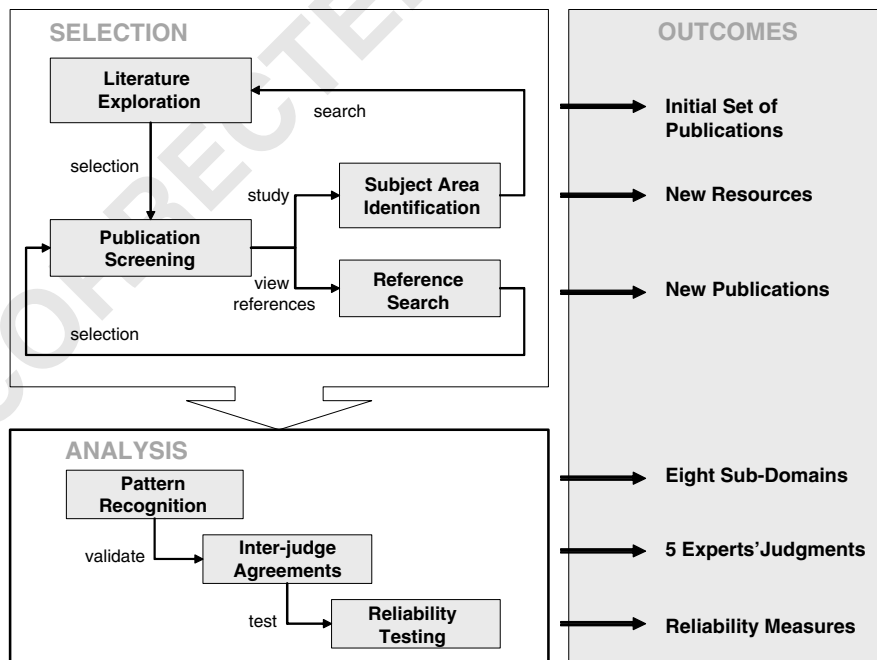 SELECTION
OUTCOMES
Literature
Exploration
search
Initial Set of
Publications
selection
study
Subject Area
Identification
New Resources
Publication
Screening
view
references
Reference
Search
New Publications
selection
ANALYSIS
Pattern
Recognition
Eight Sub-Domains
validate
Inter-judge
Agreements
5 Experts’Judgments
test
Reliability
Testing
Reliability Measures